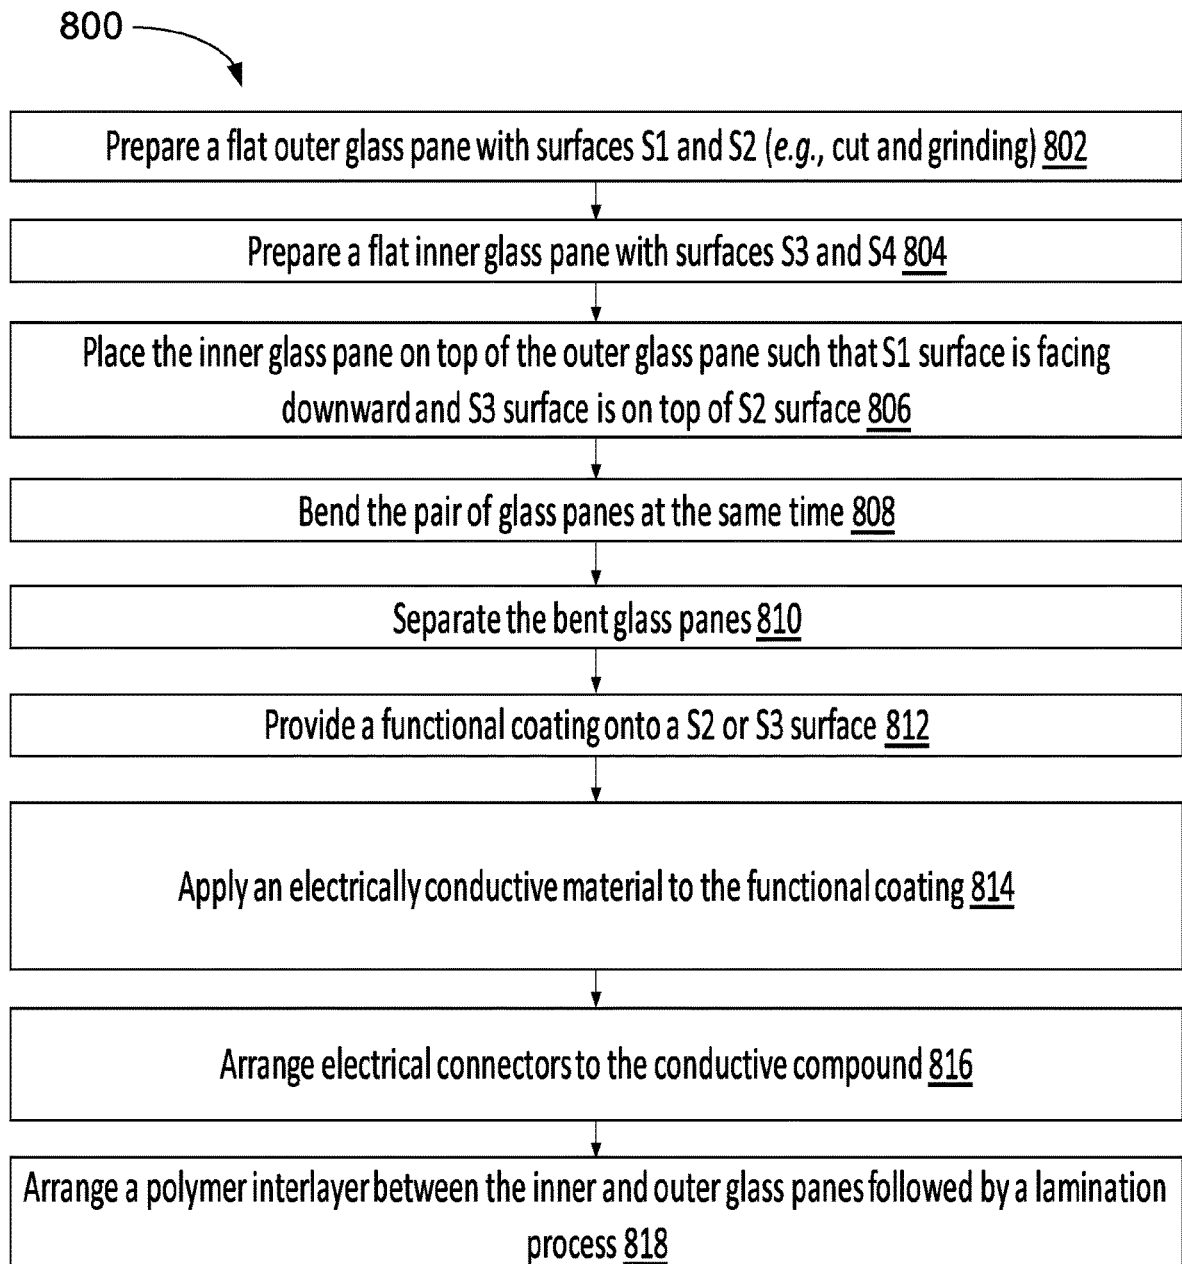 800
Prepare a flat outer glass pane with surfaces S1 and S2 (e.g., cut and grinding) 802
Prepare a flat inner glass pane with surfaces S3 and S4 804
Place the inner glass pane on top of the outer glass pane such that S1 surface is facing
downward and S3 surface is on top of S2 surface 806
Bend the pair of glass panes at the same time 808
Separate the bent glass panes 810
Provide a functional coating onto a S2 or S3 surface 812
Apply an electrically conductive material to the functional coating 814
Arrange electrical connectors to the conductive compound 816
Arrange a polymer interlayer between the inner and outer glass panes followed by a lamination
process 818